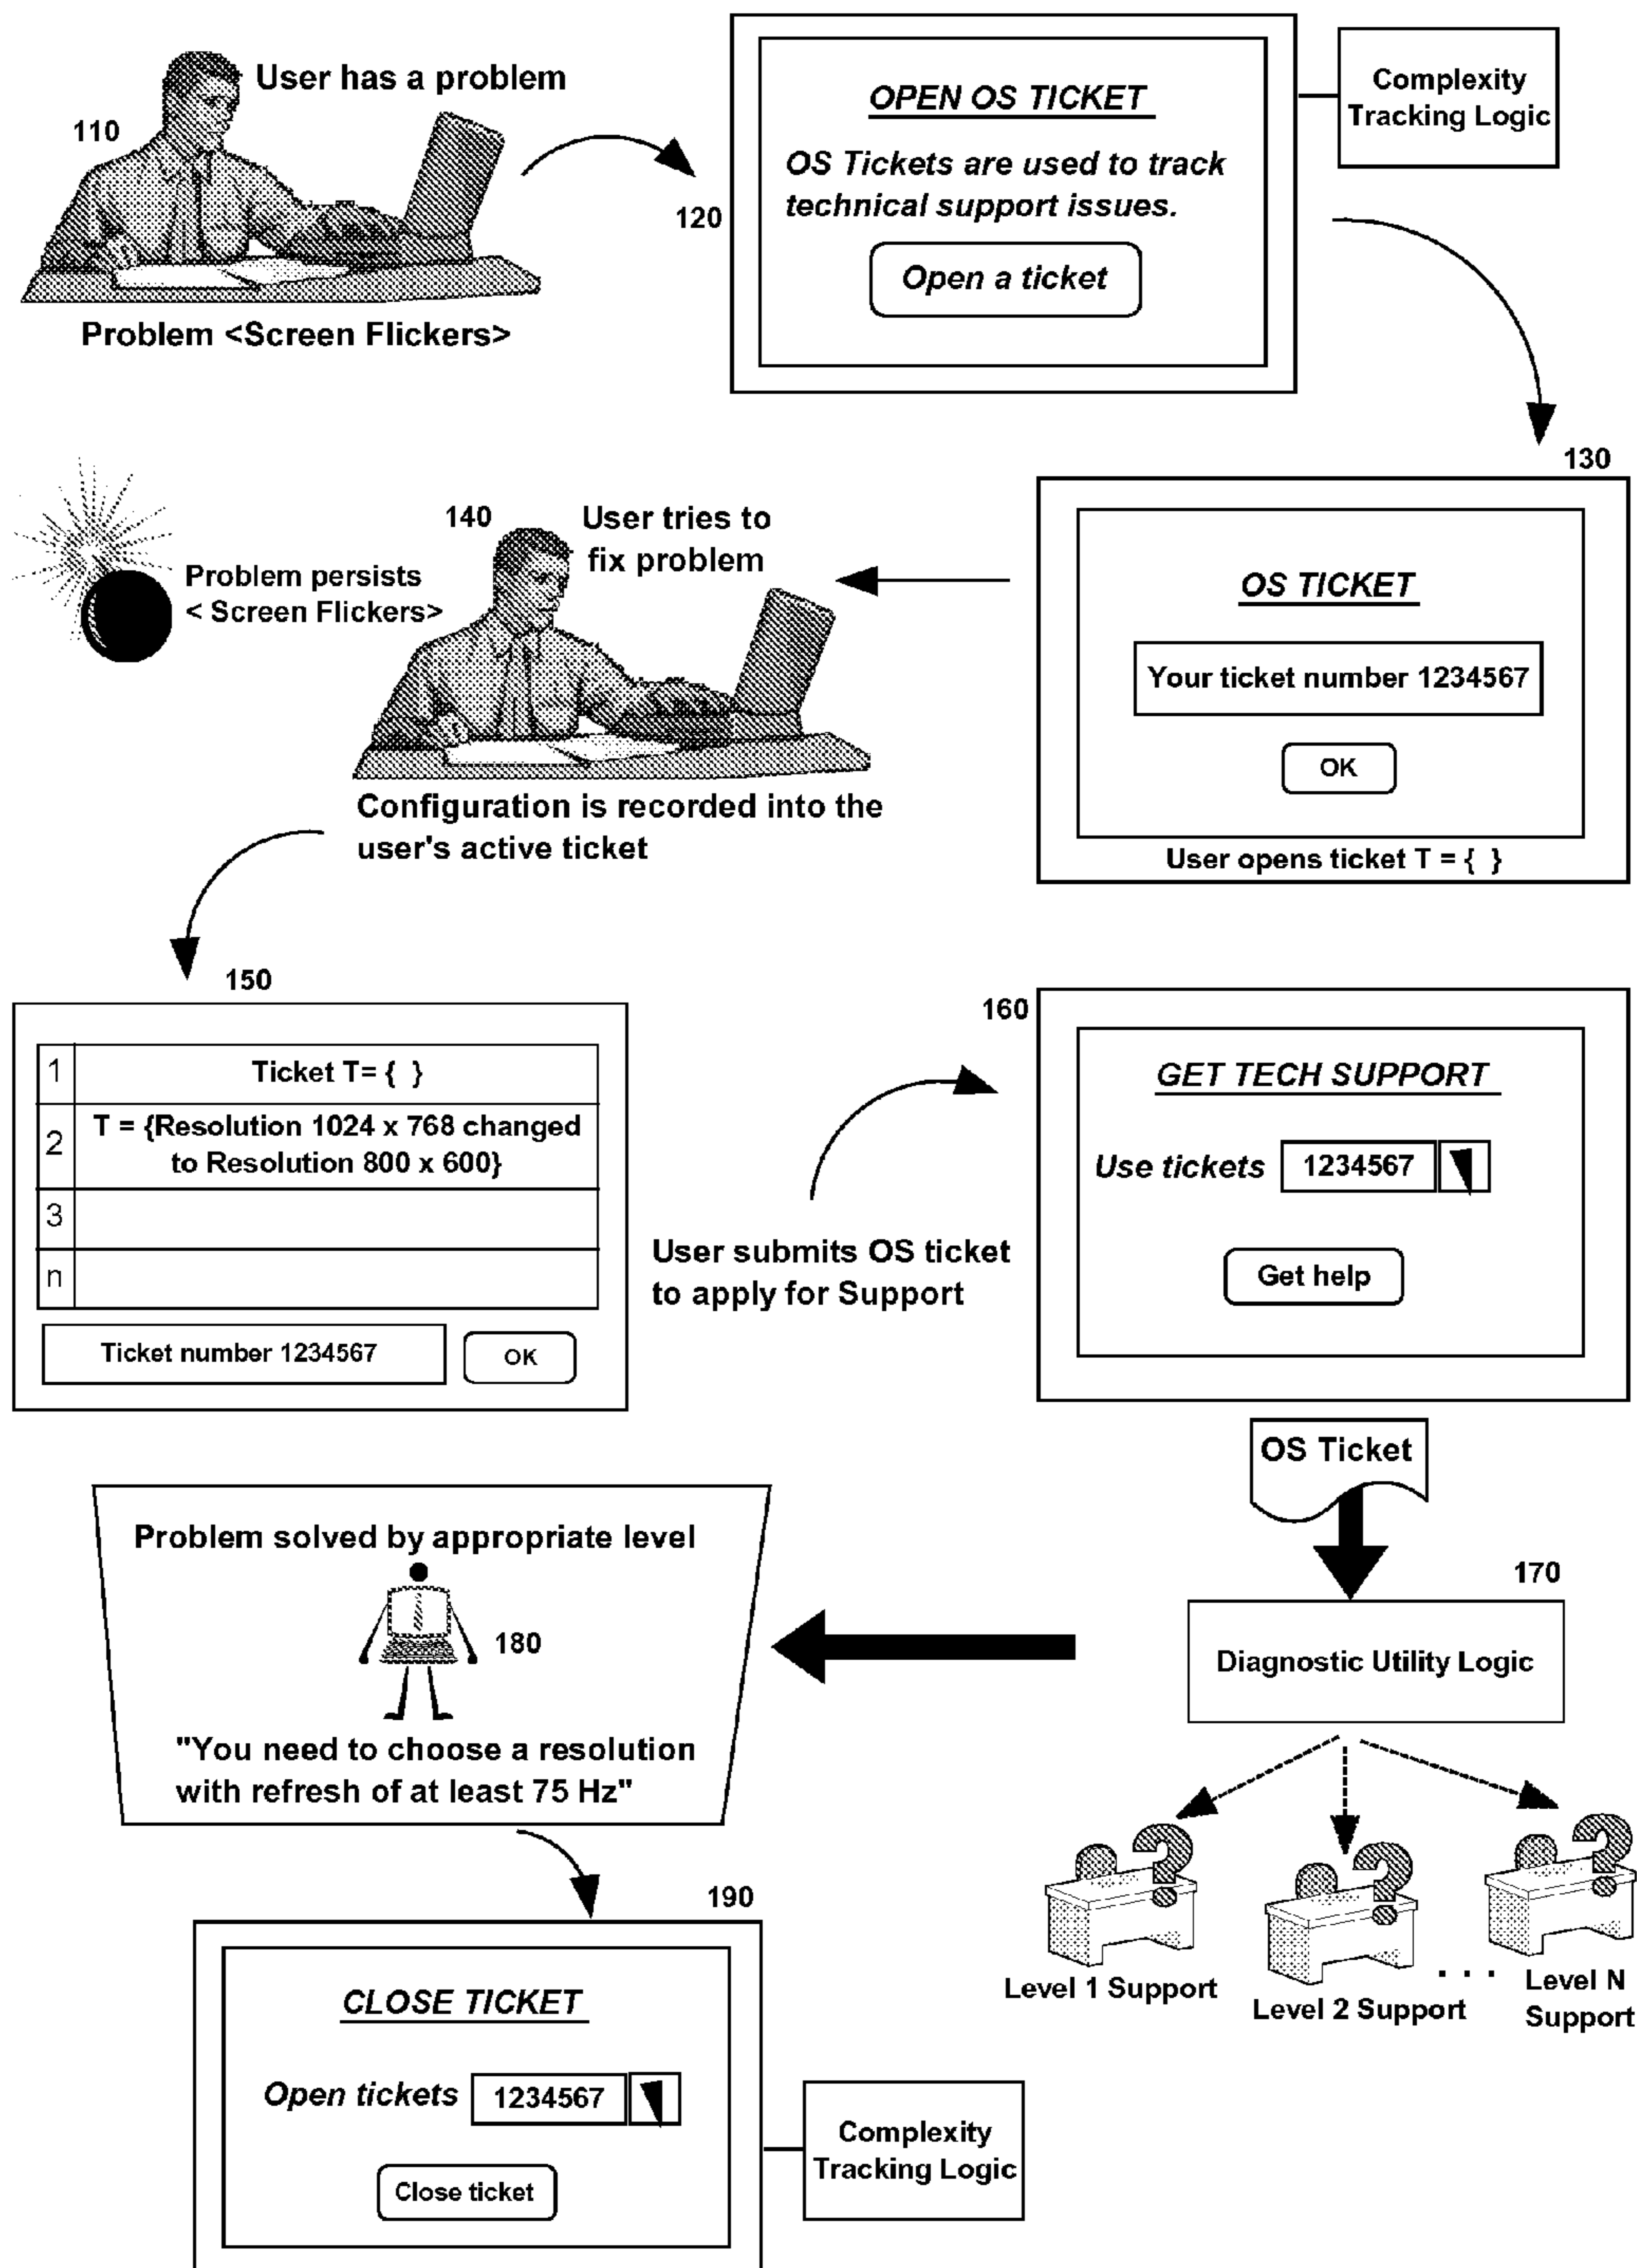 User has a problem
110
Problem <Screen Flickers>
120
OPEN OS TICKET
OS Tickets are used to track
technical support issues.
Open a ticket
Complexity
Tracking Logic
130
OS TICKET
Your ticket number 1234567
OK
User opens ticket T = { }
140
User tries to
fix problem
Problem persists
< Screen Flickers>
Configuration is recorded into the
user's active ticket
150
1
Ticket T= { }
2
T = {Resolution 1024 x 768 changed
to Resolution 800 x 600}
3
n
Ticket number 1234567
OK
User submits OS ticket
to apply for Support
160
GET TECH SUPPORT
Use tickets
1234567
Get help
OS Ticket
170
Diagnostic Utility Logic
Level 1 Support
Level 2 Support
. . .
Level N
Support
Problem solved by appropriate level
180
"You need to choose a resolution
with refresh of at least 75 Hz"
190
CLOSE TICKET
Open tickets
1234567
Close ticket
Complexity
Tracking Logic